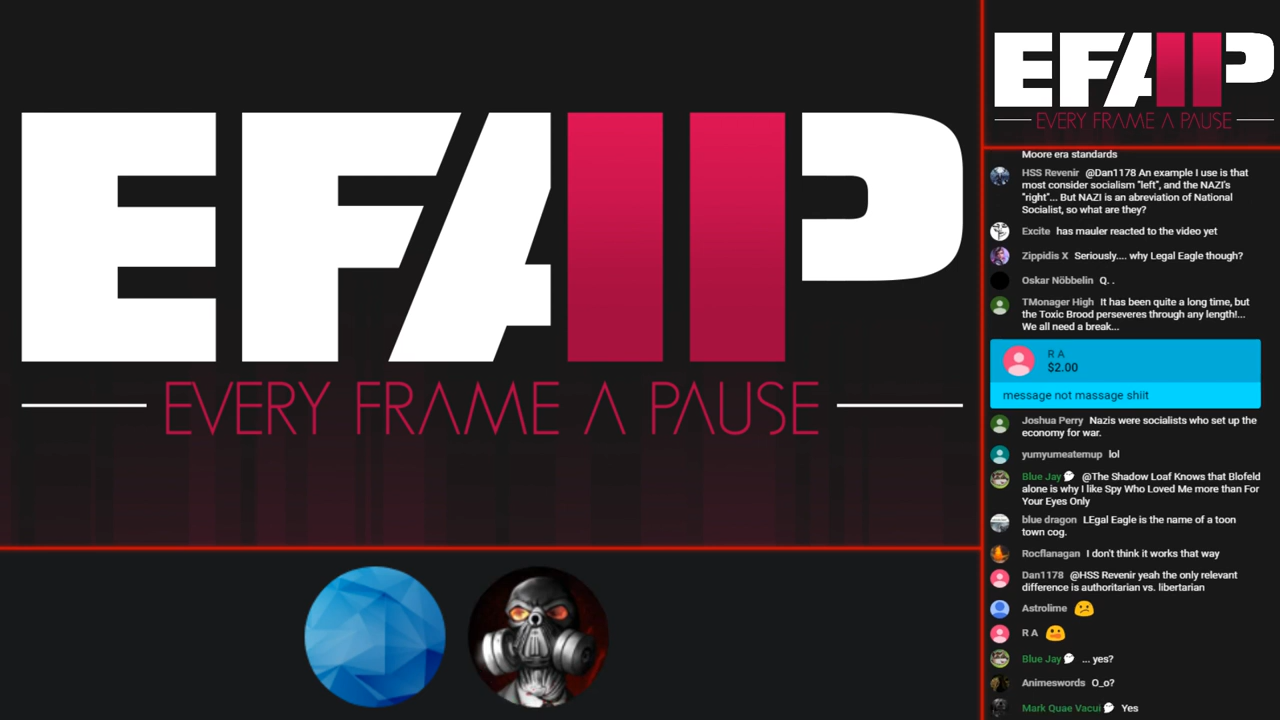 EFAP
EVERY FRAME A PAUSE
EFAP
EVERY FRAME A PAUSE
Moore era standards
HSS Revenir @Dan1178 An example I use is that
most consider socialism "left", and the NAZI's
"right"... But NAZI is an abreviation of National
Socialist, so what are they?
Excite has mauler reacted to the video yet
Zippidis X Seriously.... why Legal Eagle though?
Oskar Nöbbelin Q. .
TMonager High It has been quite a long time, but
the Toxic Brood perseveres through any length!...
We all need a break...
R A
$2.00
message not massage shiit
Joshua Perry Nazis were socialists who set up the
economy for war.
yumyumeatemup lol
Blue Jay @The Shadow Loaf Knows that Blofeld
alone is why I like Spy Who Loved Me more than For
Your Eyes Only
blue dragon LEgal Eagle is the name of a toon
town cog.
Rocflanagan I don't think it works that way
Dan1178 @HSS Revenir yeah the only relevant
difference is authoritarian vs. libertarian
Astrolime
R A
Blue Jay ... yes?
Animeswords O_o?
Mark Quae Vacui Yes